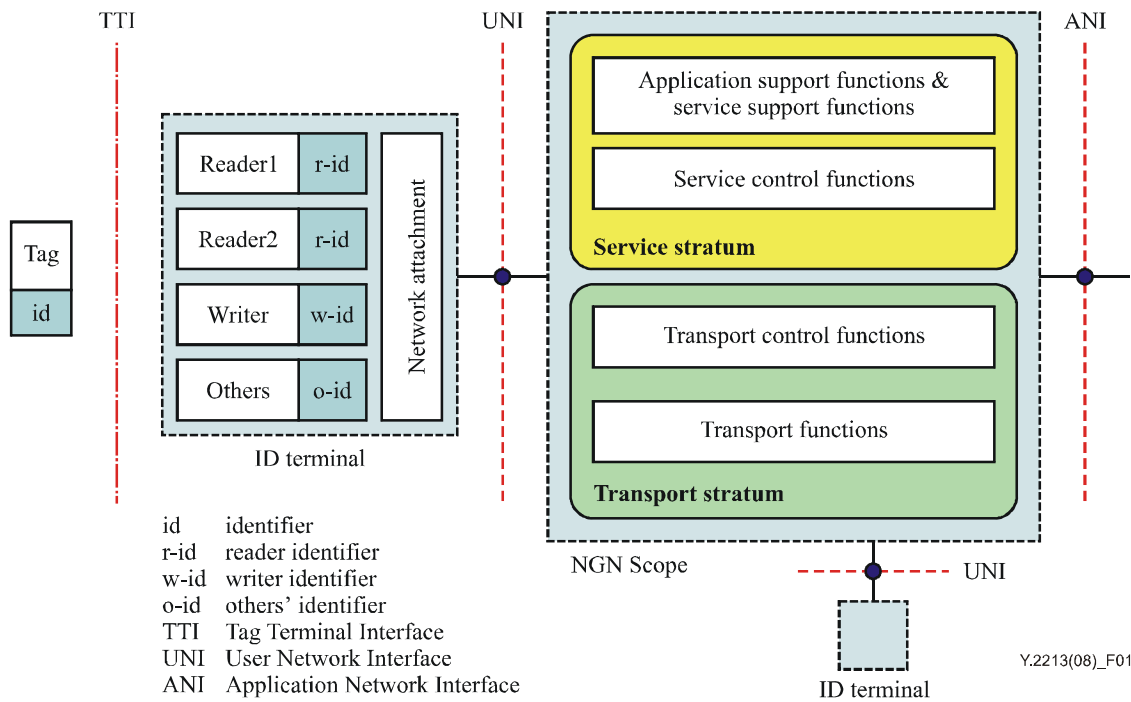 TTI
UNI
ANI
Tag
id
Reader1
r-id
Reader2
r-id
Writer
w-id
Others
o-id
Network attachment
ID terminal
Application support functions &
service support functions
Service control functions
Service stratum
Transport control functions
Transport functions
Transport stratum
NGN Scope
UNI
ID terminal
id identifier
r-id reader identifier
w-id writer identifier
o-id others’ identifier
TTI Tag Terminal Interface
UNI User Network Interface
ANI Application Network Interface
Y.2213(08)_F01